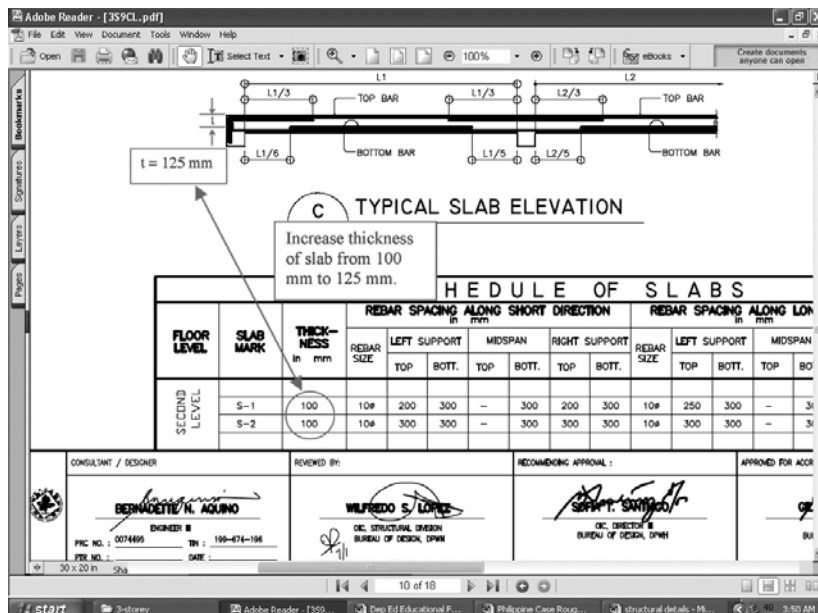 Adobe Reader - [3S9CL.pdf]
File Edit View Document Tools Window Help
Open Select Text 100% eBooks Create documents anyone can open
Bookmarks
Signatures
Layers
Pages
L1 L2
L1/3 TOP BAR L1/3 L2/3 TOP BAR
t
L1/6 BOTTOM BAR L1/5 L2/5 BOTTOM BAR
t = 125 mm
C TYPICAL SLAB ELEVATION
Increase thickness
of slab from 100
mm to 125 mm.
HEDULE OF SLABS
FLOOR LEVEL SLAB MARK THICK-NESS in mm REBAR SPACING ALONG SHORT DIRECTION in mm REBAR SPACING ALONG LON in mm
REBAR SIZE LEFT SUPPORT MIDSPAN RIGHT SUPPORT REBAR SIZE LEFT SUPPORT MIDSPAN
TOP BOTT. TOP BOTT. TOP BOTT. TOP BOTT. TOP BO
SECOND LEVEL
S-1 100 10ø 200 300 - 300 200 300 10ø 250 300 - 30
S-2 100 10ø 300 300 - 300 300 300 10ø 300 300 - 30
CONSULTANT / DESIGNER REVIEWED BY: RECOMMENDING APPROVAL : APPROVED FOR ACCR
BERNADETTE N. AQUINO WILFREDO S. LOPEZ SOFIA T. SANTIAGO
ENGINEER III OIC, STRUCTURAL DIVISION OIC, DIRECTOR III
BUREAU OF DESIGN, DPWH BUREAU OF DESIGN, DPWH BU
PRC NO. : 0074495 TIN : 199-674-196
PTR NO. : DATE :
30 x 20 in Sha
10 of 18
start 3-storey Adobe Reader - [3S9... Dep Ed Educational F... Philippine Case Roug... structural details - Mi... 3:50 AM